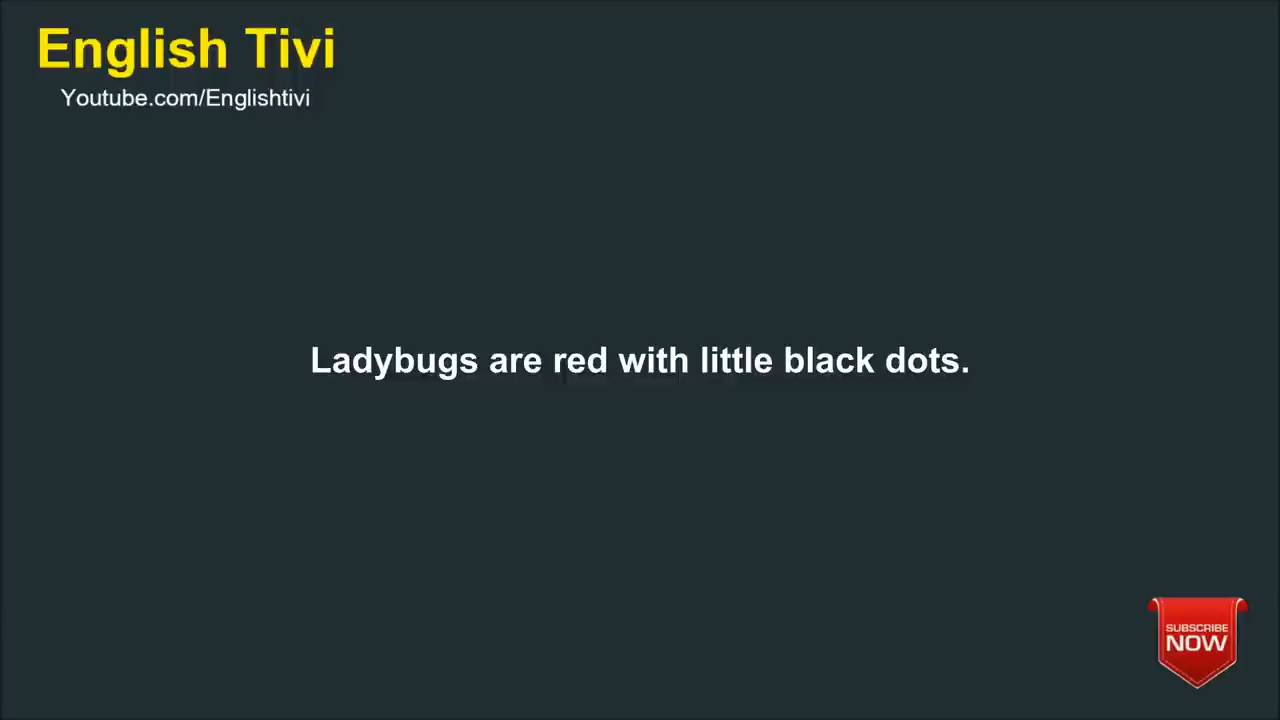 English Tivi
Youtube.com/Englishtivi
Ladybugs are red with little black dots.
SUBSCRIBE
NOW